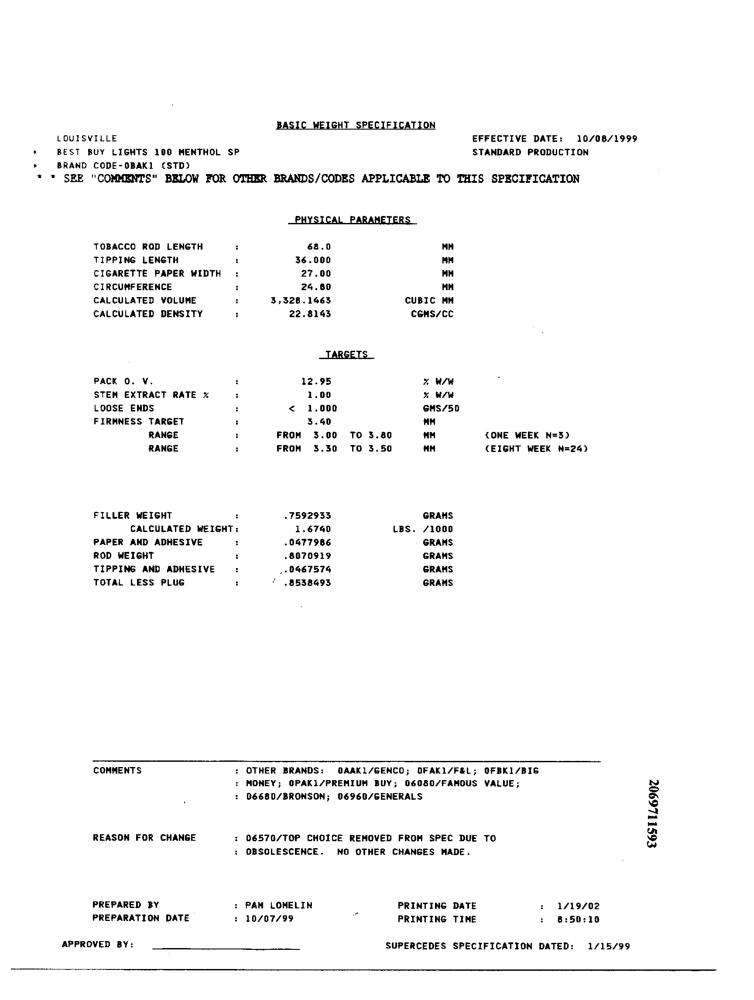 BASIC WEIGHT SPECIFICATION
LOUISVILLE EFFECTIVE DATE: 10/08/1999
* BEST BUY LIGHTS 100 MENTHOL SP STANDARD PRODUCTION
* BRAND CODE-0BAK1 (STD)
* * SEE "COMMENTS" BELOW FOR OTHER BRANDS/CODES APPLICABLE TO THIS SPECIFICATION
PHYSICAL PARAMETERS
TOBACCO ROD LENGTH : 68.0 MM
TIPPING LENGTH : 36.000 MM
CIGARETTE PAPER WIDTH : 27.00 MM
CIRCUMFERENCE : 24.80 MM
CALCULATED VOLUME : 3,328.1463 CUBIC MM
CALCULATED DENSITY : 22.8143 CGMS/CC
TARGETS
PACK O. V. : 12.95 % W/W
STEM EXTRACT RATE % : 1.00 % W/W
LOOSE ENDS : < 1.000 GMS/50
FIRMNESS TARGET : 3.40 MM
RANGE : FROM 3.00 TO 3.80 MM (ONE WEEK N=3)
RANGE : FROM 3.30 TO 3.50 MM (EIGHT WEEK N=24)
FILLER WEIGHT : .7592933 GRAMS
CALCULATED WEIGHT: 1.6740 LBS. /1000
PAPER AND ADHESIVE : .0477986 GRAMS
ROD WEIGHT : .8070919 GRAMS
TIPPING AND ADHESIVE : .0467574 GRAMS
TOTAL LESS PLUG : .8538493 GRAMS
COMMENTS : OTHER BRANDS: 0AAK1/GENCO; 0FAK1/F&L; 0FBK1/BIG
: MONEY; 0PAK1/PREMIUM BUY; 06080/FAMOUS VALUE;
: 06680/BRONSON; 06960/GENERALS
REASON FOR CHANGE : 06570/TOP CHOICE REMOVED FROM SPEC DUE TO
: OBSOLESCENCE. NO OTHER CHANGES MADE.
PREPARED BY : PAM LOMELIN PRINTING DATE : 1/19/02
PREPARATION DATE : 10/07/99 PRINTING TIME : 8:50:10
APPROVED BY: SUPERCEDES SPECIFICATION DATED: 1/15/99
2069711593